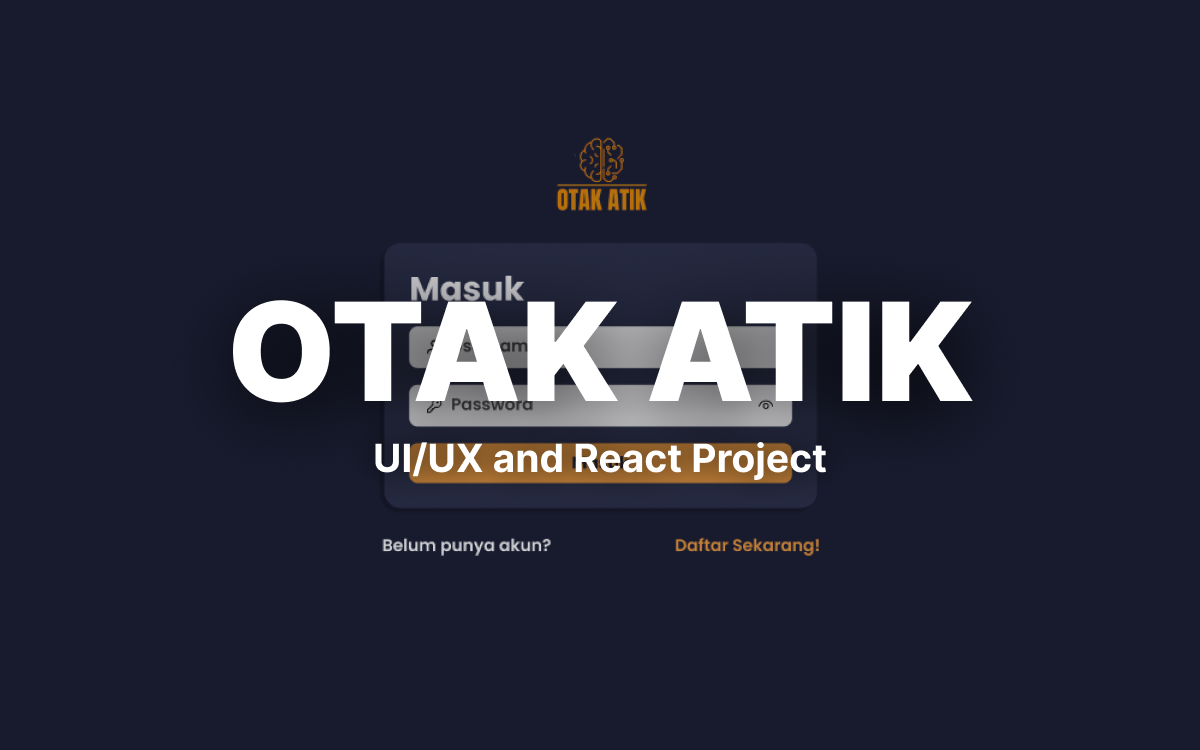 OTAK ATIK
Masuk
OTAK ATIK
Password
UI/UX and React Project
Belum punya akun?
Daftar Sekarang!